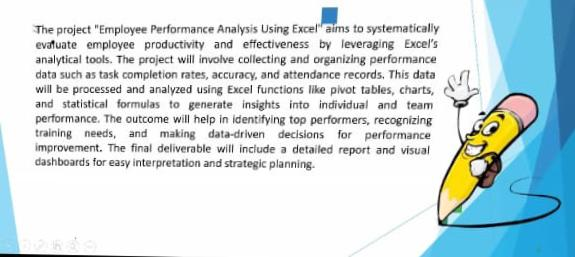 The project "Employee Performance Analysis Using Excel" aims to systematically
evaluate employee productivity and effectiveness by leveraging Excel's
analytical tools. The project will involve collecting and organizing performance
data such as task completion rates, accuracy, and attendance records. This data
will be processed and analyzed using Excel functions like pivot tables, charts,
and statistical formulas to generate insights into individual and team
performance. The outcome will help in identifying top performers, recognizing
training needs, and making data-driven decisions for performance
improvement. The final deliverable will include a detailed report and visual
dashboards for easy interpretation and strategic planning.